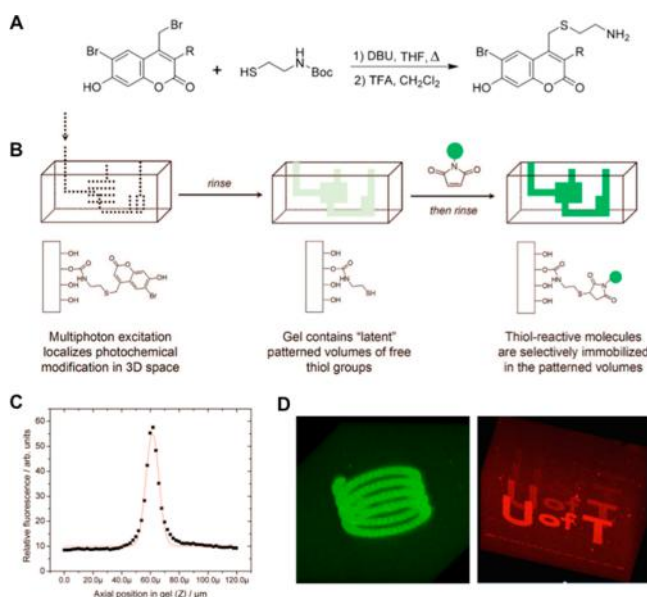 A
Br
Br
R
HO
O
O
+
HS
H
N
Boc
1) DBU, THF, Δ
2) TFA, CH2Cl2
S
NH2
Br
R
HO
O
O
B
rinse
O
N
O
then rinse
OH
O
O
OH
NH
OH
S
O
O
OH
Br
OH
O
O
OH
NH
OH
SH
OH
O
O
OH
NH
OH
S
O
N
O
Multiphoton excitation
localizes photochemical
modification in 3D space
Gel contains "latent"
patterned volumes of free
thiol groups
Thiol-reactive molecules
are selectively immobilized
in the patterned volumes
C
Relative fluorescence / arb. units
60
50
40
30
20
10
0
0.0
20.0µ
40.0µ
60.0µ
80.0µ
100.0µ
120.0µ
Axial position in gel (Z) / µm
D
U of T